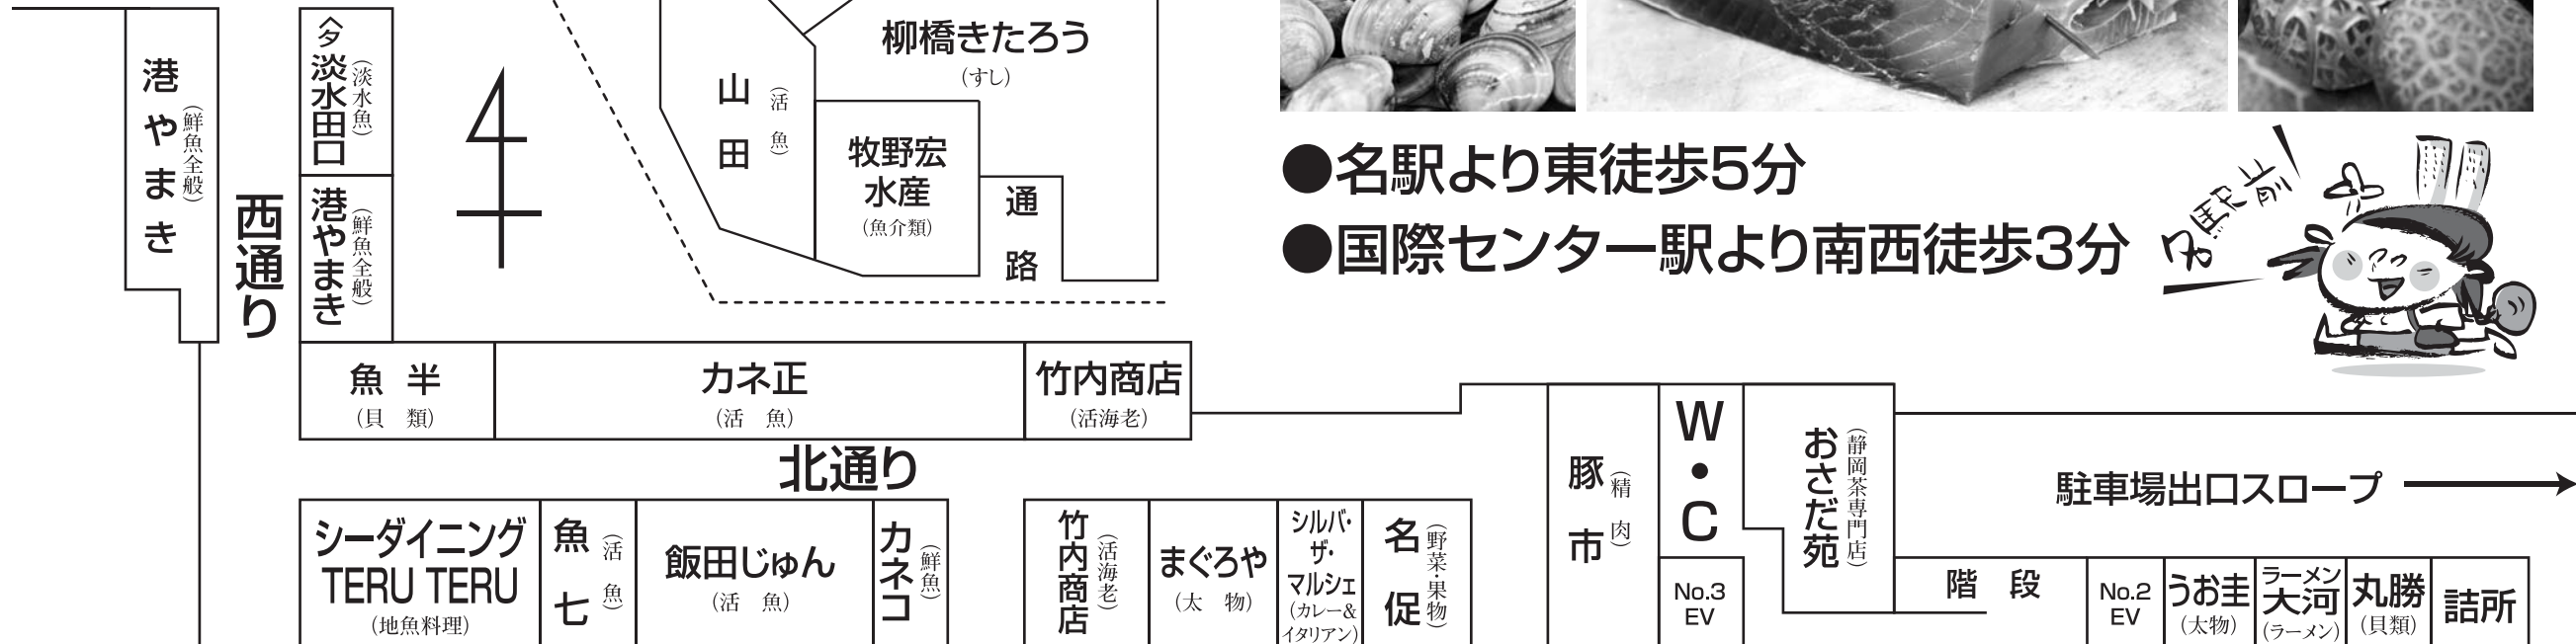 港やまき
(鮮魚全般)
西通り
淡水田口
(淡水魚)
港やまき
(鮮魚全般)
山田
(活魚)
柳橋きたろう
(すし)
牧野宏
水産
(魚介類)
通路
●名駅より東徒歩5分
●国際センター駅より南西徒歩3分
名駅前
魚半
(貝類)
カネ正
(活魚)
竹内商店
(活海老)
北通り
シーダイニング
TERU TERU
(地魚料理)
魚七
(活魚)
飯田じゅん
(活魚)
カネコ
(鮮魚)
竹内商店
(活海老)
まぐろや
(太物)
シルバ・
ザ・
マルシェ
(カレー&
イタリアン)
名促
(野菜・果物)
豚市
(精肉)
W・C
No.3
EV
おさだ苑
(静岡茶専門店)
駐車場出口スロープ
階段
No.2
EV
うお圭
(太物)
ラーメン
大河
(ラーメン)
丸勝
(貝類)
詰所